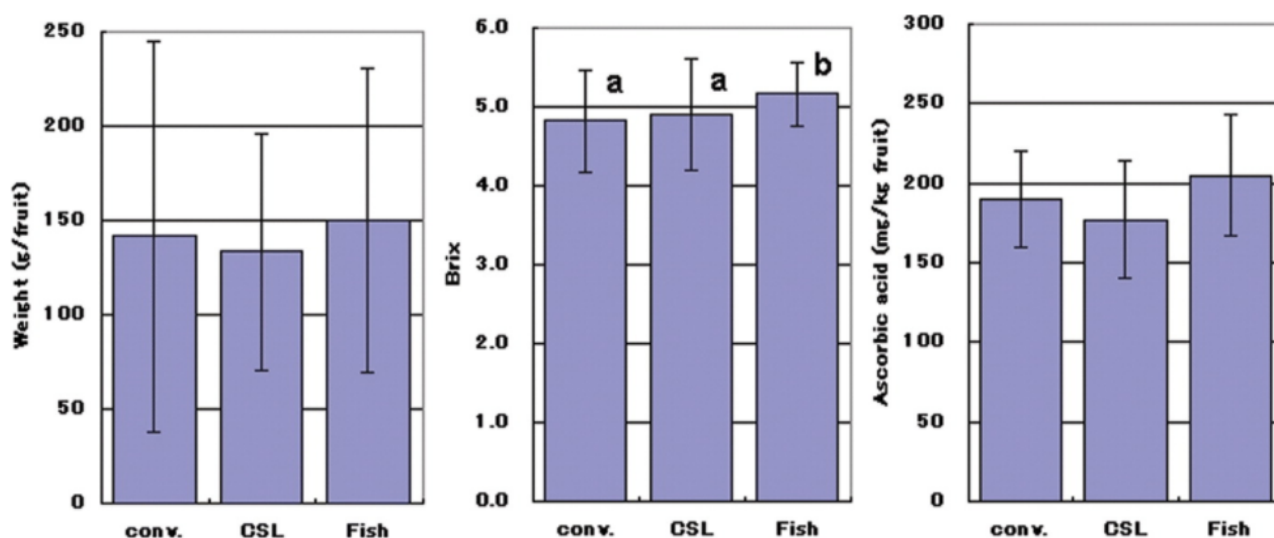 Weight (g/fruit)
250
200
150
100
50
0
conv. CSL Fish
Brix
6.0
5.0
4.0
3.0
2.0
1.0
0.0
a a b
conv. CSL Fish
Ascorbic acid (mg/kg fruit)
300
250
200
150
100
50
0
conv. CSL Fish